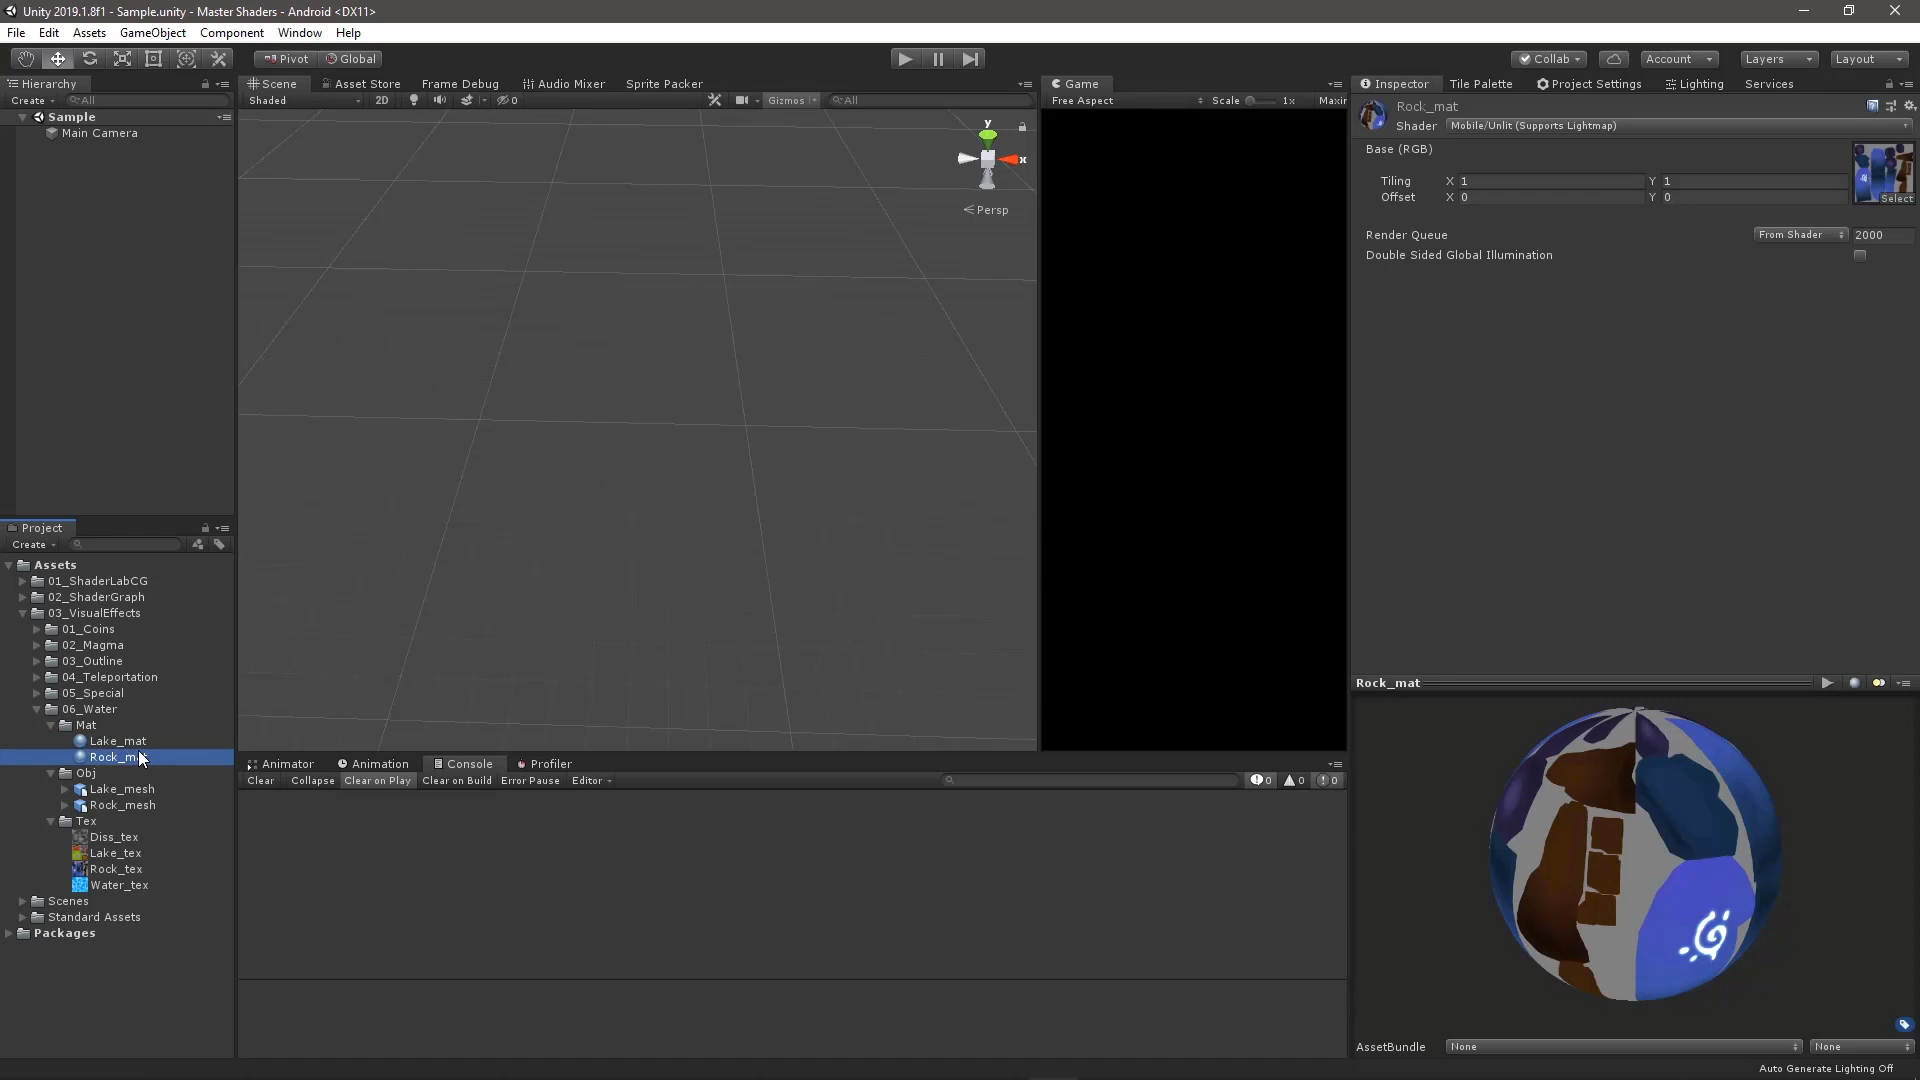 Unity 2019.1.8f1 - Sample.unity - Master Shaders - Android <DX11>
File Edit Assets GameObject Component Window Help
Pivot Global
Collab Account Layers Layout
Hierarchy
Create All
Sample
Main Camera
Scene Asset Store Frame Debug Audio Mixer Sprite Packer
Shaded 2D 0 Gizmos All
y
x
Persp
Game
Free Aspect Scale 1x Maxir
Inspector Tile Palette Project Settings Lighting Services
Rock_mat
Shader Mobile/Unlit (Supports Lightmap)
Base (RGB)
Tiling X 1 Y 1
Offset X 0 Y 0
Select
Render Queue From Shader 2000
Double Sided Global Illumination
Project
Create
Assets
01_ShaderLabCG
02_ShaderGraph
03_VisualEffects
01_Coins
02_Magma
03_Outline
04_Teleportation
05_Special
06_Water
Mat
Lake_mat
Rock_m
Obj
Lake_mesh
Rock_mesh
Tex
Diss_tex
Lake_tex
Rock_tex
Water_tex
Scenes
Standard Assets
Packages
Animator Animation Console Profiler
Clear Collapse Clear on Play Clear on Build Error Pause Editor 0 0 0
Rock_mat
AssetBundle None None
Auto Generate Lighting Off